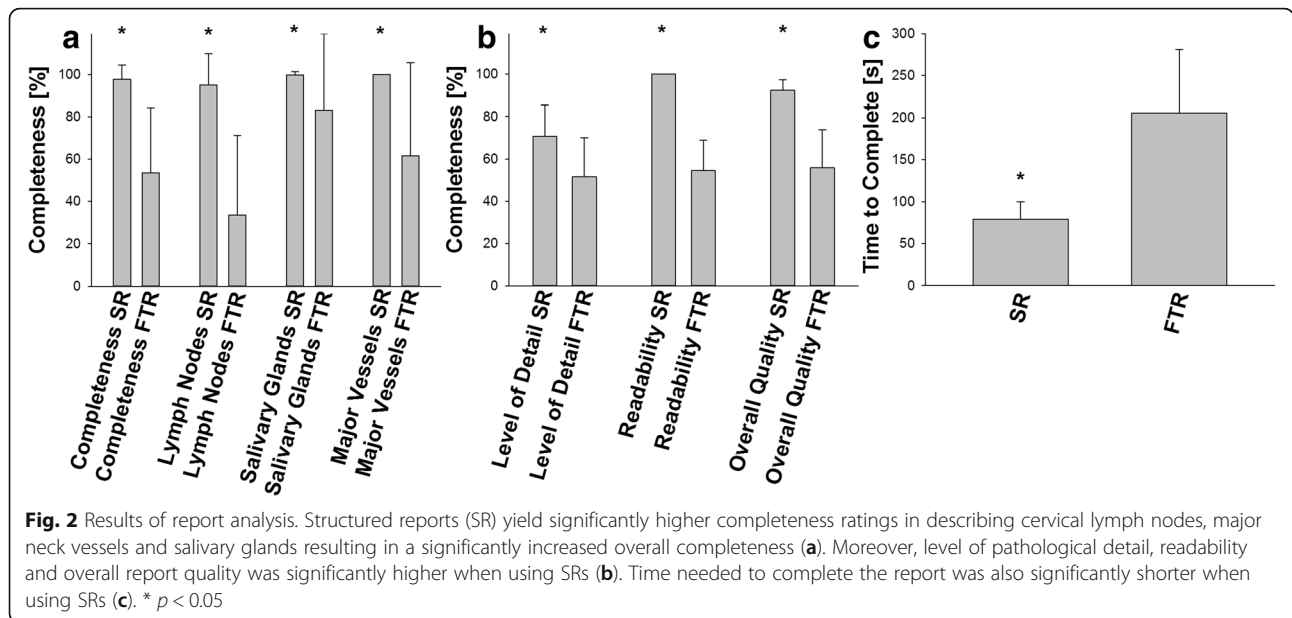 a
Completeness [%]
100
80
60
40
20
0
* * * *
Completeness SR
Completeness FTR
Lymph Nodes SR
Lymph Nodes FTR
Salivary Glands SR
Salivary Glands FTR
Major Vessels SR
Major Vessels FTR
b
Completeness [%]
100
80
60
40
20
0
* * *
Level of Detail SR
Level of Detail FTR
Readability SR
Readability FTR
Overall Quality SR
Overall Quality FTR
c
Time to Complete [s]
300
250
200
150
100
50
0
*
SR
FTR
Fig. 2 Results of report analysis. Structured reports (SR) yield significantly higher completeness ratings in describing cervical lymph nodes, major
neck vessels and salivary glands resulting in a significantly increased overall completeness (a). Moreover, level of pathological detail, readability
and overall report quality was significantly higher when using SRs (b). Time needed to complete the report was also significantly shorter when
using SRs (c). * p < 0.05